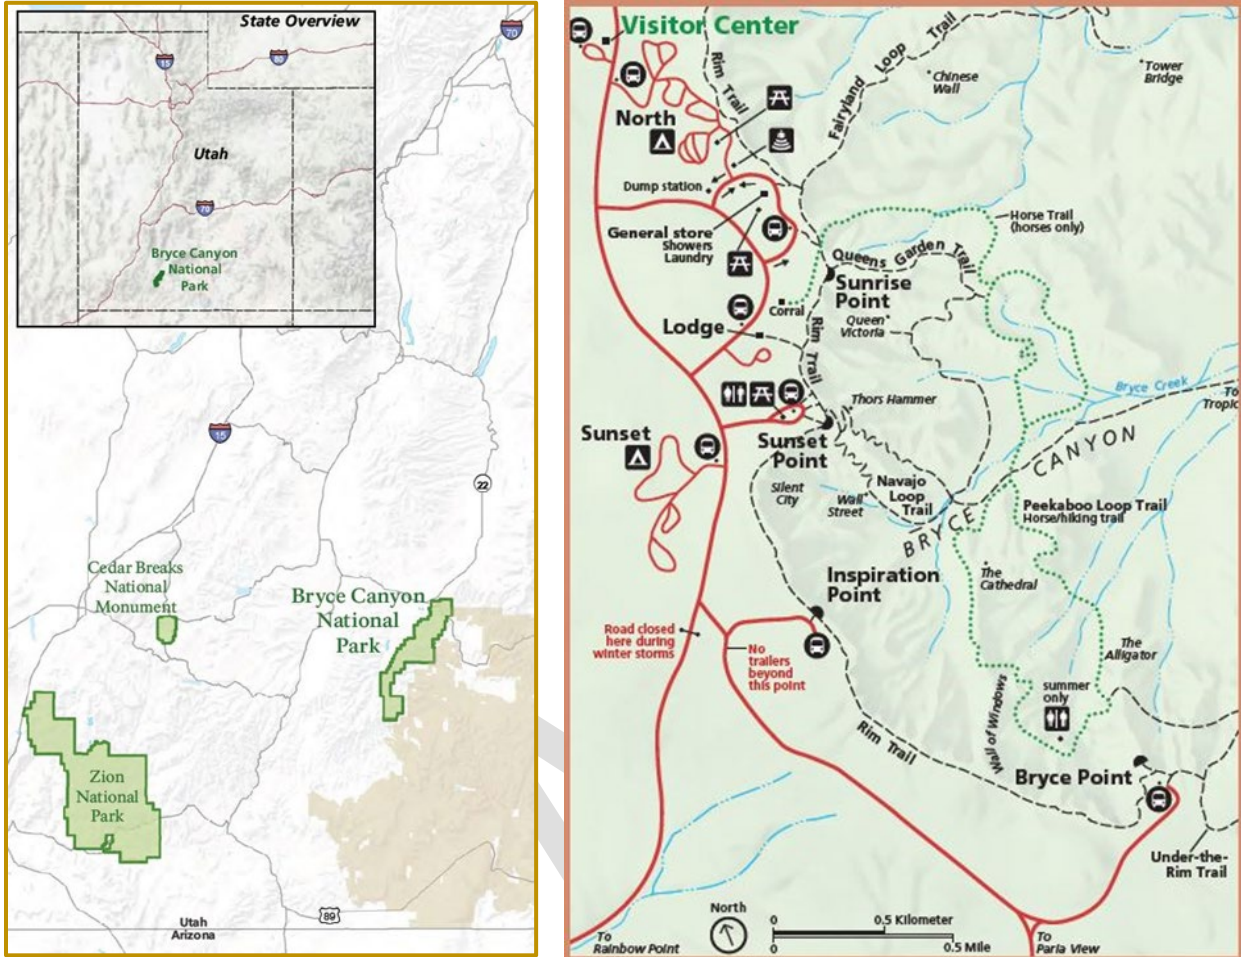 State Overview
15
80
Utah
70
Bryce Canyon
National
Park
70
15
22
Cedar Breaks
National
Monument
Bryce Canyon
National
Park
Zion
National
Park
89
Utah
Arizona
Visitor Center
Rim Trail
Fairyland Loop Trail
Chinese
Wall
Tower
Bridge
North
Dump station
General store
Showers
Laundry
Horse Trail
(horses only)
Queens Garden Trail
Sunrise
Point
Corral
Queen
Victoria
Lodge
Rim Trail
Bryce Creek
To
Tropic
Thors Hammer
Sunset
Sunset
Point
Silent
City
Wall
Street
Navajo
Loop
Trail
BRYCE CANYON
Peekaboo Loop Trail
Horse/hiking trail
The
Cathedral
Inspiration
Point
Road closed
here during
winter storms
No
trailers
beyond
this point
The
Alligator
summer
only
Wall of Windows
Rim Trail
Bryce Point
Under-the-
Rim Trail
North
0 0.5 Kilometer
0 0.5 Mile
To
Rainbow Point
To
Paria View